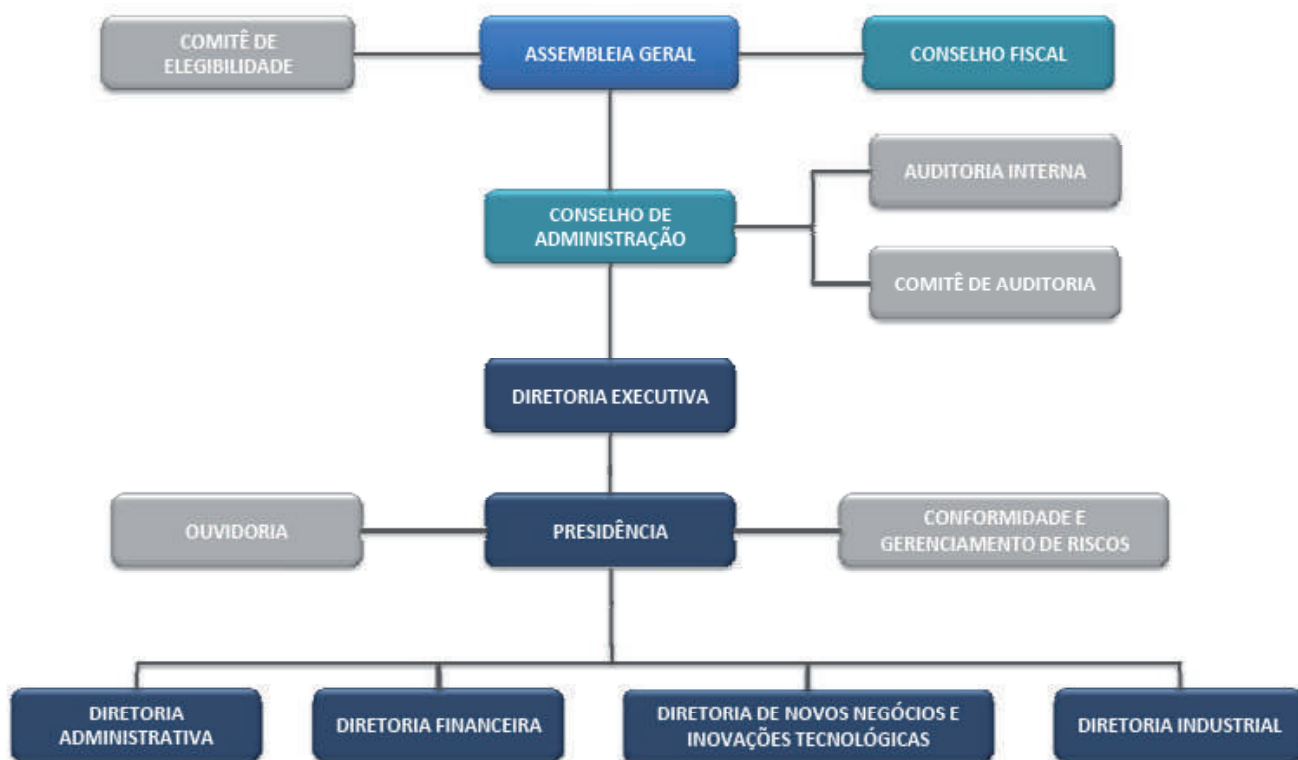 COMITÊ DE
ELEGIBILIDADE
ASSEMBLEIA GERAL
CONSELHO FISCAL
AUDITORIA INTERNA
CONSELHO DE
ADMINISTRAÇÃO
COMITÊ DE AUDITORIA
DIRETORIA EXECUTIVA
OUVIDORIA
PRESIDÊNCIA
CONFORMIDADE E
GERENCIAMENTO DE RISCOS
DIRETORIA
ADMINISTRATIVA
DIRETORIA FINANCEIRA
DIRETORIA DE NOVOS NEGÓCIOS E
INOVAÇÕES TECNOLÓGICAS
DIRETORIA INDUSTRIAL